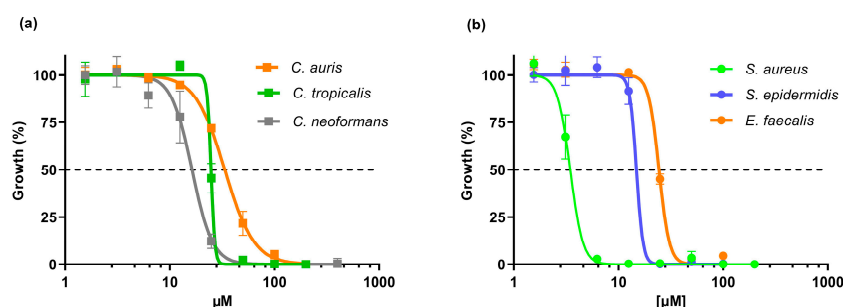 (a)
Growth (%)
100
75
50
25
0
1
10
100
1000
µM
C. auris
C. tropicalis
C. neoformans
(b)
Growth (%)
100
75
50
25
0
1
10
100
1000
[µM]
S. aureus
S. epidermidis
E. faecalis